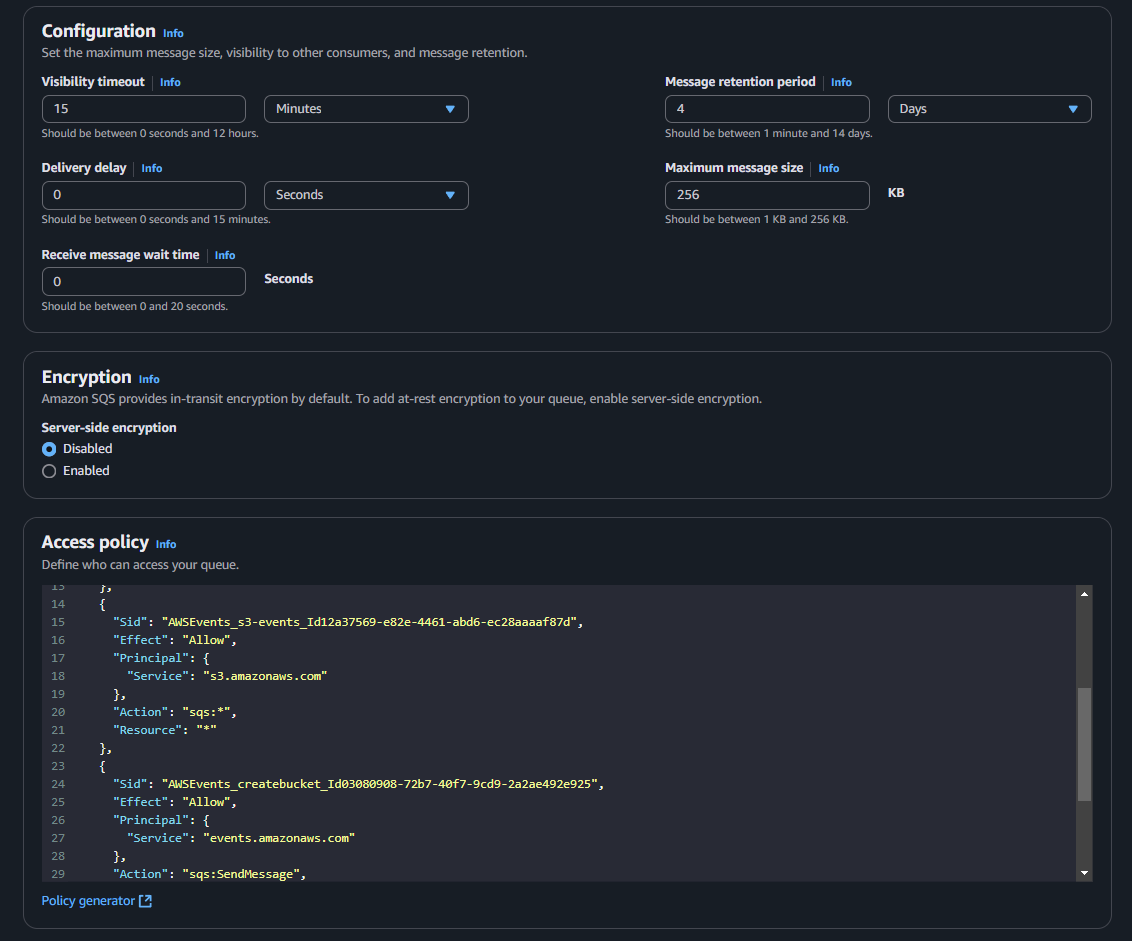 Configuration Info
Set the maximum message size, visibility to other consumers, and message retention.
Visibility timeout Info
15 Minutes
Should be between 0 seconds and 12 hours.
Message retention period Info
4 Days
Should be between 1 minute and 14 days.
Delivery delay Info
0 Seconds
Should be between 0 seconds and 15 minutes.
Maximum message size Info
256 KB
Should be between 1 KB and 256 KB.
Receive message wait time Info
0 Seconds
Should be between 0 and 20 seconds.
Encryption Info
Amazon SQS provides in-transit encryption by default. To add at-rest encryption to your queue, enable server-side encryption.
Server-side encryption
Disabled
Enabled
Access policy Info
Define who can access your queue.
13 },
14 {
15 "Sid": "AWSEvents_s3-events_Id12a37569-e82e-4461-abd6-ec28aaaaf87d",
16 "Effect": "Allow",
17 "Principal": {
18 "Service": "s3.amazonaws.com"
19 },
20 "Action": "sqs:*",
21 "Resource": "*"
22 },
23 {
24 "Sid": "AWSEvents_createbucket_Id03080908-72b7-40f7-9cd9-2a2ae492e925",
25 "Effect": "Allow",
26 "Principal": {
27 "Service": "events.amazonaws.com"
28 },
29 "Action": "sqs:SendMessage",
Policy generator